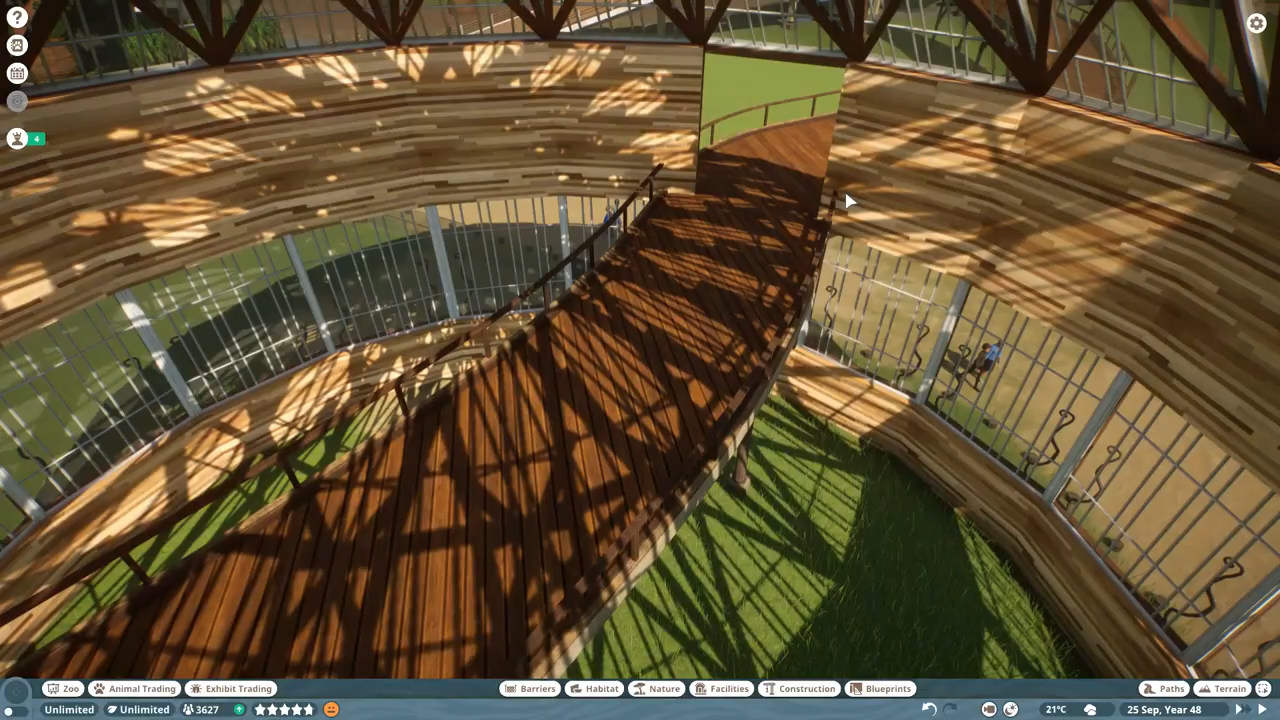 ?
4
Zoo Animal Trading Exhibit Trading Barriers Habitat Nature Facilities Construction Blueprints Paths Terrain
Unlimited Unlimited 3627 21°C 25 Sep, Year 48